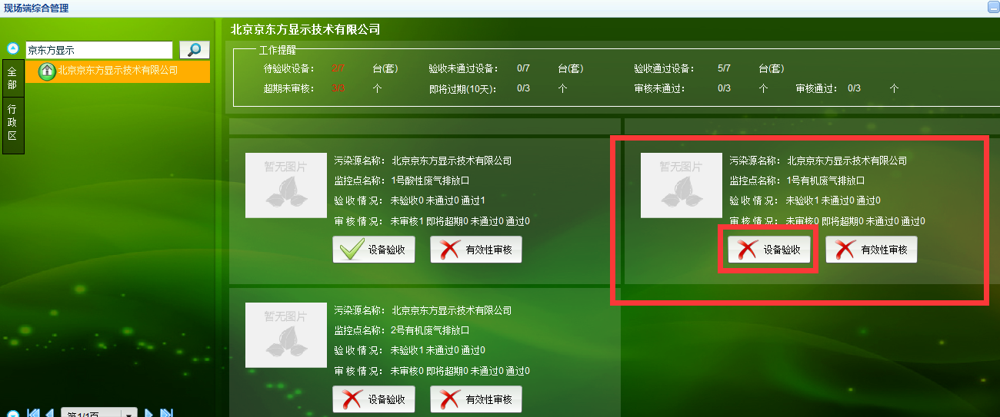 现场端综合管理
北京京东方显示技术有限公司
京东方显示
工作提醒
全部
北京京东方显示技术有限公司
待验收设备: 2/7 台(套) 验收未通过设备: 0/7 台(套) 验收通过设备: 5/7 台(套)
超期未审核: 3/3 个 即将过期(10天): 0/3 个 审核未通过: 0/3 个 审核通过: 0/3 个
行政区
暂无图片
污染源名称: 北京京东方显示技术有限公司
监控点名称: 1号酸性废气排放口
验收情况: 未验收0 未通过0 通过1
审核情况: 未审核1 即将超期0 未通过0 通过0
设备验收 有效性审核
暂无图片
污染源名称: 北京京东方显示技术有限公司
监控点名称: 1号有机废气排放口
验收情况: 未验收1 未通过0 通过0
审核情况: 未审核0 即将超期0 未通过0 通过0
设备验收 有效性审核
暂无图片
污染源名称: 北京京东方显示技术有限公司
监控点名称: 2号有机废气排放口
验收情况: 未验收1 未通过0 通过0
审核情况: 未审核0 即将超期0 未通过0 通过0
设备验收 有效性审核
第1/1页